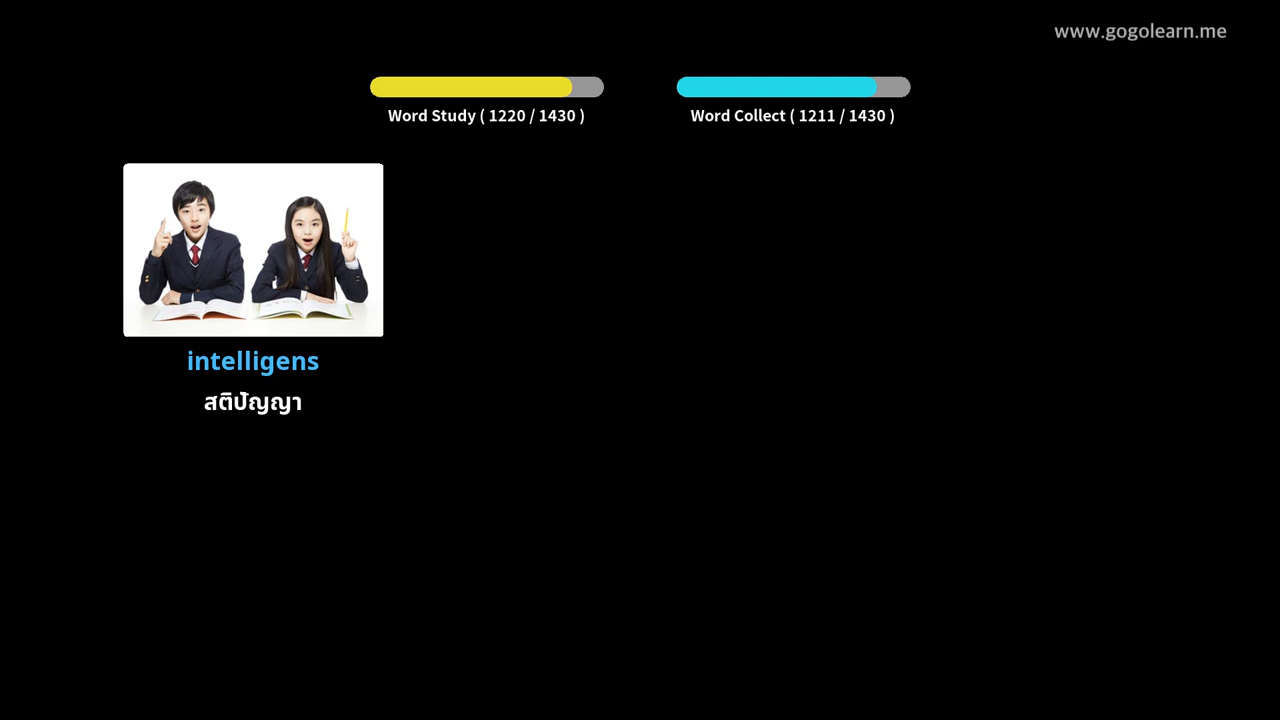 www.gogolearn.me
Word Study ( 1220 / 1430 )
Word Collect ( 1211 / 1430 )
intelligens
สติปัญญา